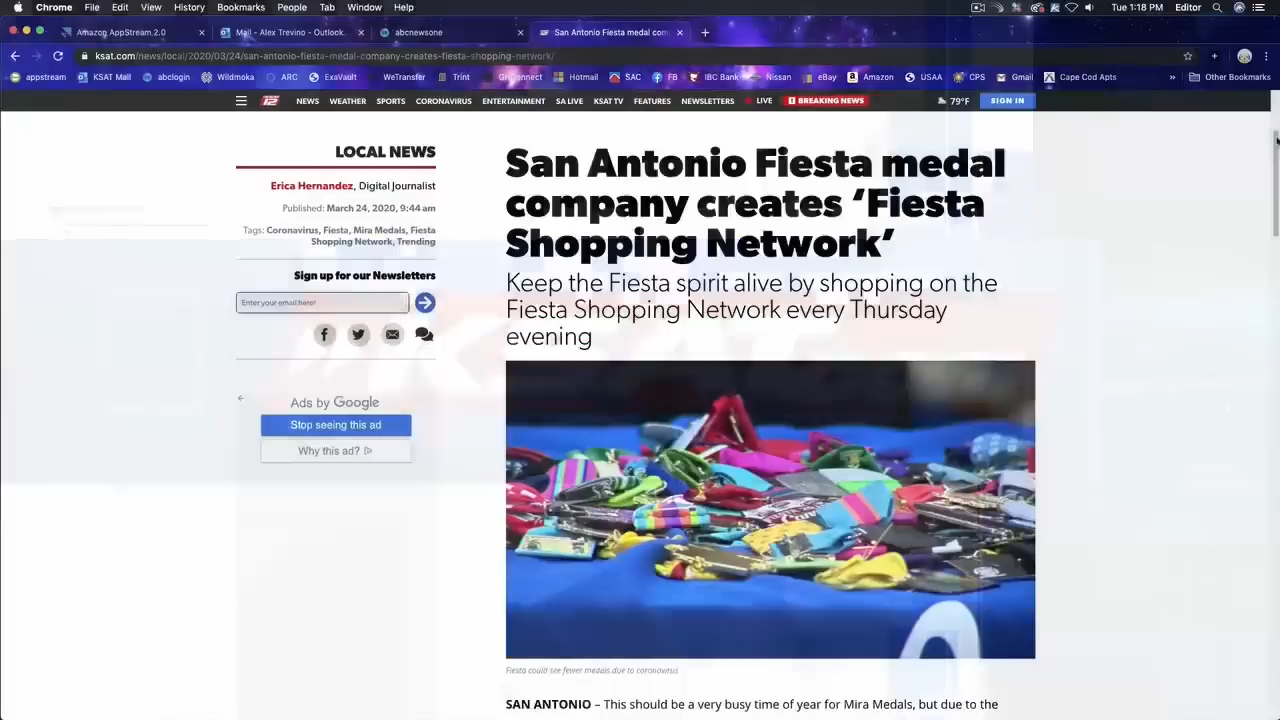 Chrome File Edit View History Bookmarks People Tab Window Help Tue 1:18 PM Editor
Amazon AppStream 2.0 Mail - Alex Trevino - Outlook abcnewsone San Antonio Fiesta medal com
ksat.com/news/local/2020/03/24/san-antonio-fiesta-medal-company-creates-fiesta-shopping-network/
appstream KSAT Mail abclogin Wildmoka ARC ExaVault WeTransfer Trint GHConnect Hotmail SAC FB IBC Bank Nissan eBay Amazon USAA CPS Gmail Cape Cod Apts Other Bookmarks
12 NEWS WEATHER SPORTS CORONAVIRUS ENTERTAINMENT SA LIVE KSAT TV FEATURES NEWSLETTERS LIVE BREAKING NEWS 79°F SIGN IN
LOCAL NEWS
Erica Hernandez, Digital Journalist
Published: March 24, 2020, 9:44 am
Tags: Coronavirus, Fiesta, Mira Medals, Fiesta
Shopping Network, Trending
Sign up for our Newsletters
Enter your email here!
Ads by Google
Stop seeing this ad
Why this ad?
San Antonio Fiesta medal
company creates ‘Fiesta
Shopping Network’
Keep the Fiesta spirit alive by shopping on the
Fiesta Shopping Network every Thursday
evening
Fiesta could see fewer medals due to coronavirus
SAN ANTONIO – This should be a very busy time of year for Mira Medals, but due to the